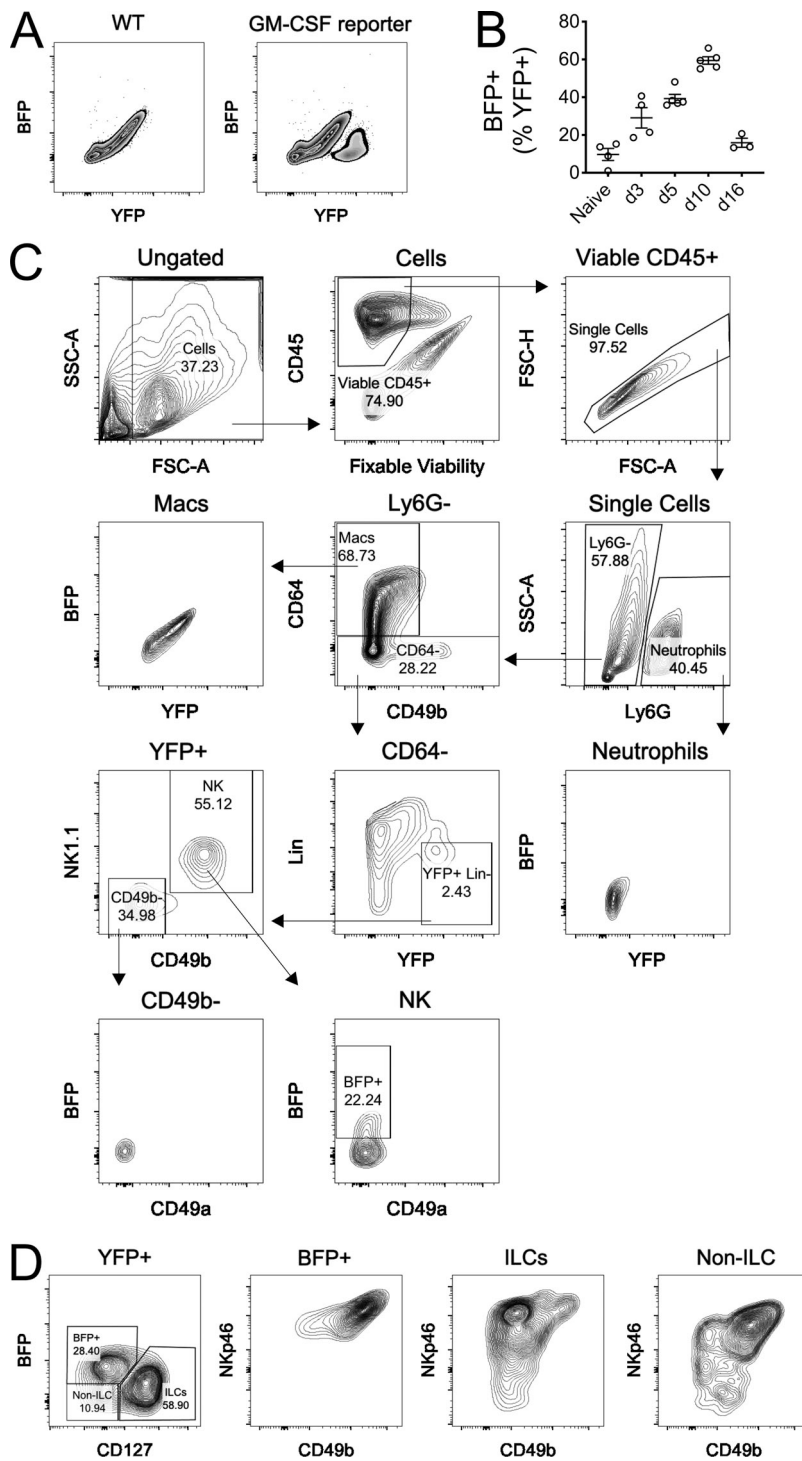 A
WT
GM-CSF reporter
BFP
YFP
BFP
YFP
B
BFP+
(% YFP+)
80
60
40
20
0
Naive
d3
d5
d10
d16
C
Ungated
SSC-A
Cells
37.23
FSC-A
Cells
CD45
Viable CD45+
74.90
Fixable Viability
Viable CD45+
FSC-H
Single Cells
97.52
FSC-A
Macs
BFP
YFP
Ly6G-
CD64
Macs
68.73
CD64-
28.22
CD49b
Single Cells
SSC-A
Ly6G-
57.88
Neutrophils
40.45
Ly6G
YFP+
NK1.1
NK
55.12
CD49b-
34.98
CD49b
CD64-
Lin
YFP+ Lin-
2.43
YFP
Neutrophils
BFP
YFP
CD49b-
BFP
CD49a
NK
BFP
BFP+
22.24
CD49a
D
YFP+
BFP
BFP+
28.40
Non-ILC
10.94
ILCs
58.90
CD127
BFP+
NKp46
CD49b
ILCs
NKp46
CD49b
Non-ILC
NKp46
CD49b